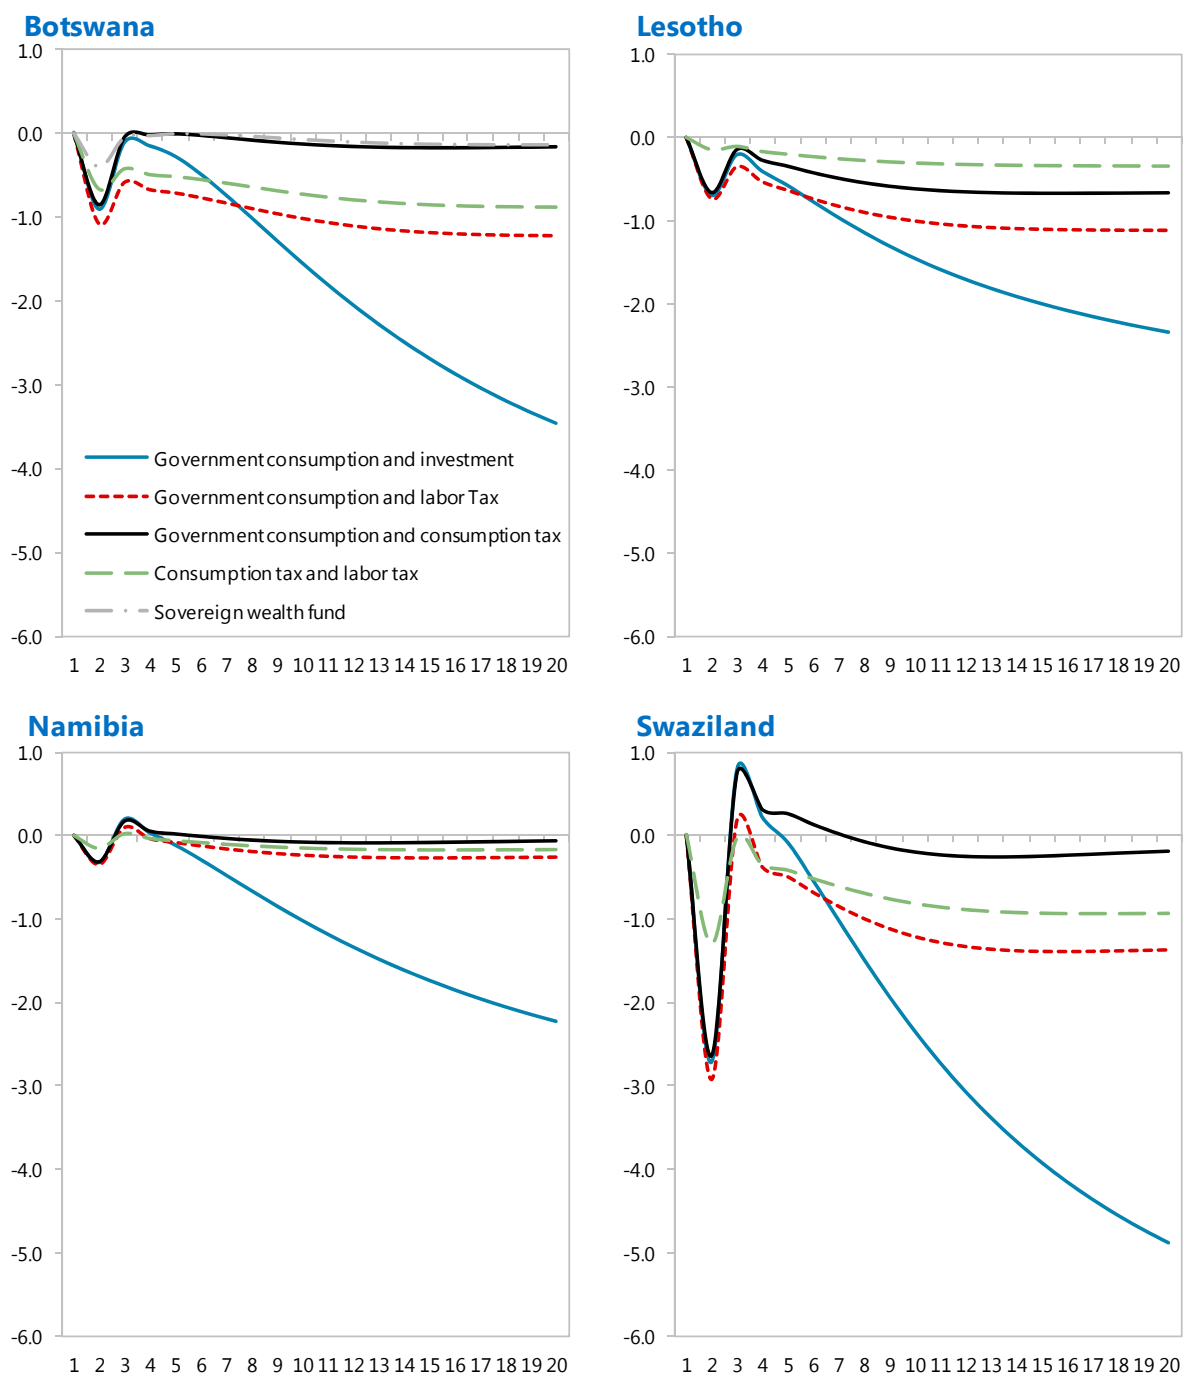 Botswana
1.0
0.0
-1.0
-2.0
-3.0
-4.0
-5.0
-6.0
Government consumption and investment
Government consumption and labor Tax
Government consumption and consumption tax
Consumption tax and labor tax
Sovereign wealth fund
1 2 3 4 5 6 7 8 9 10 11 12 13 14 15 16 17 18 19 20
Lesotho
1.0
0.0
-1.0
-2.0
-3.0
-4.0
-5.0
-6.0
1 2 3 4 5 6 7 8 9 10 11 12 13 14 15 16 17 18 19 20
Namibia
1.0
0.0
-1.0
-2.0
-3.0
-4.0
-5.0
-6.0
1 2 3 4 5 6 7 8 9 10 11 12 13 14 15 16 17 18 19 20
Swaziland
1.0
0.0
-1.0
-2.0
-3.0
-4.0
-5.0
-6.0
1 2 3 4 5 6 7 8 9 10 11 12 13 14 15 16 17 18 19 20